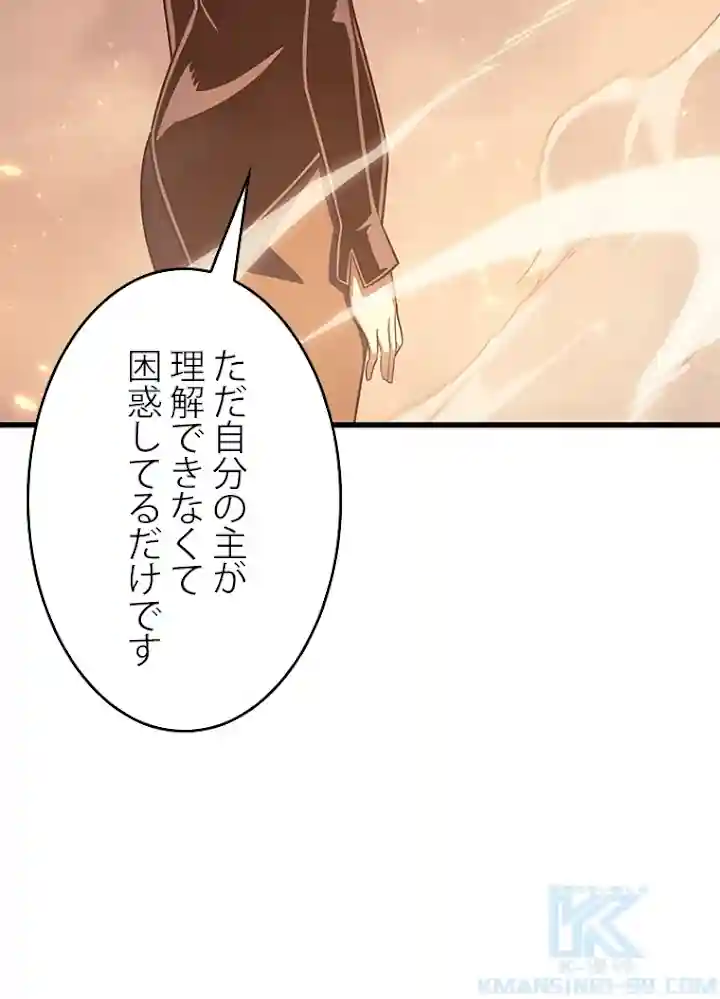 ただ自分の主が
理解できなくて
困惑してるだけです